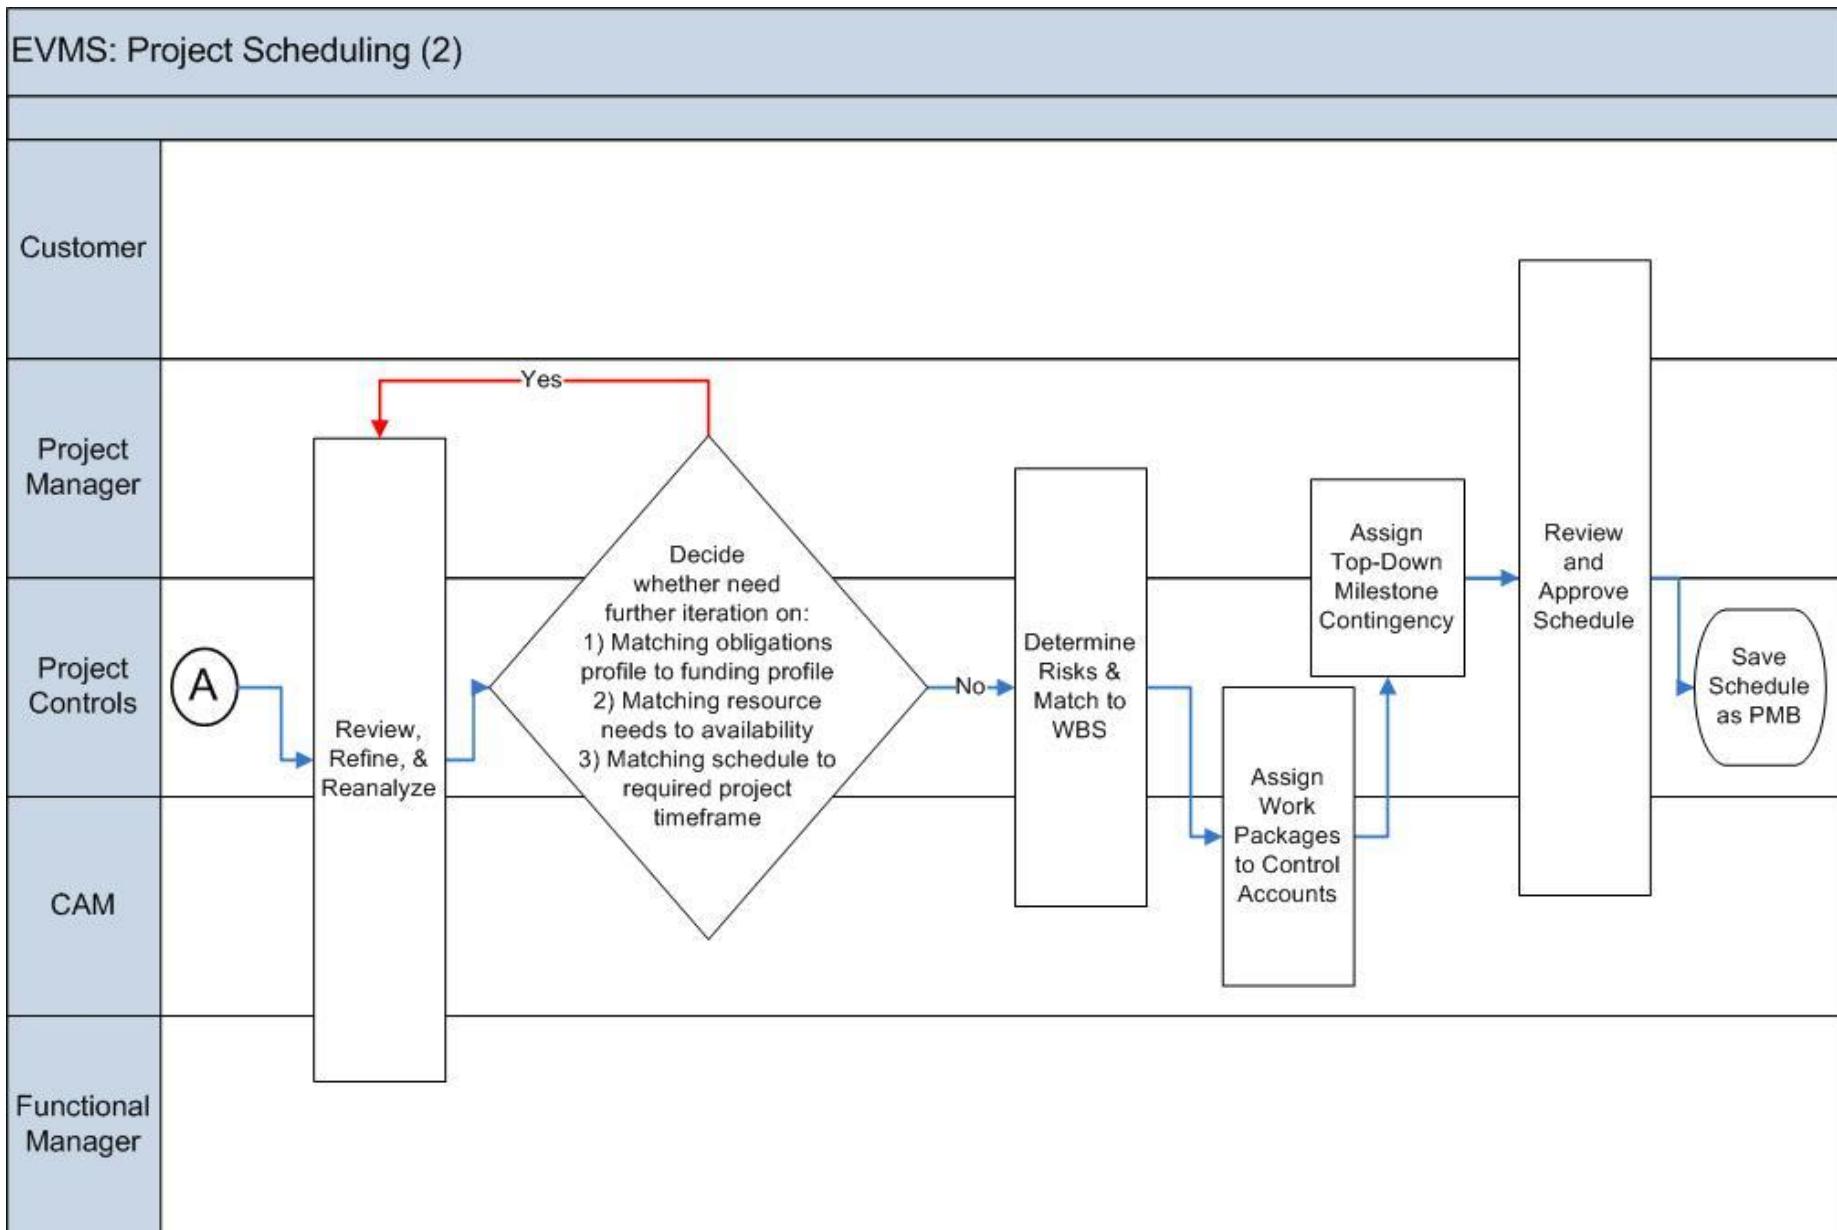 EVMS: Project Scheduling (2)
Customer
Project
Manager
Project
Controls
CAM
Functional
Manager
A
Review,
Refine, &
Reanalyze
Yes
Decide
whether need
further iteration on:
1) Matching obligations
profile to funding profile
2) Matching resource
needs to availability
3) Matching schedule to
required project
timeframe
No
Determine
Risks &
Match to
WBS
Assign
Work
Packages
to Control
Accounts
Assign
Top-Down
Milestone
Contingency
Review
and
Approve
Schedule
Save
Schedule
as PMB